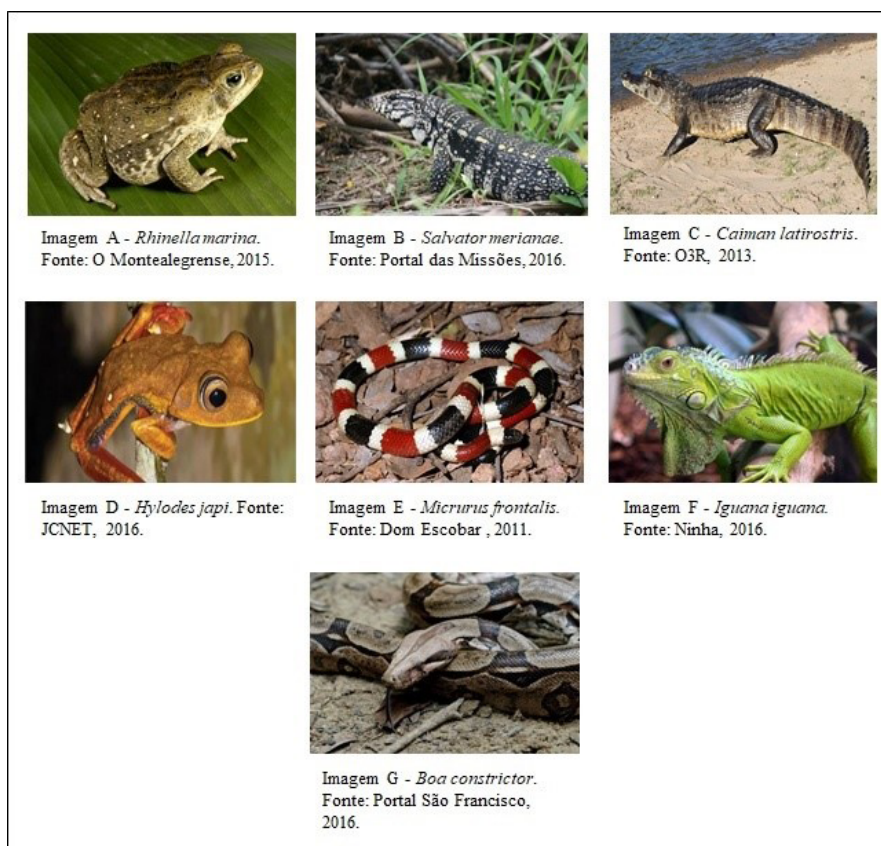 Imagem A - Rhinella marina.
Fonte: O Montealegrense, 2015.
Imagem B - Salvator merianae.
Fonte: Portal das Missões, 2016.
Imagem C - Caiman latirostris.
Fonte: O3R, 2013.
Imagem D - Hylodes japi. Fonte:
JCNET, 2016.
Imagem E - Micrurus frontalis.
Fonte: Dom Escobar , 2011.
Imagem F - Iguana iguana.
Fonte: Ninha, 2016.
Imagem G - Boa constrictor.
Fonte: Portal São Francisco,
2016.